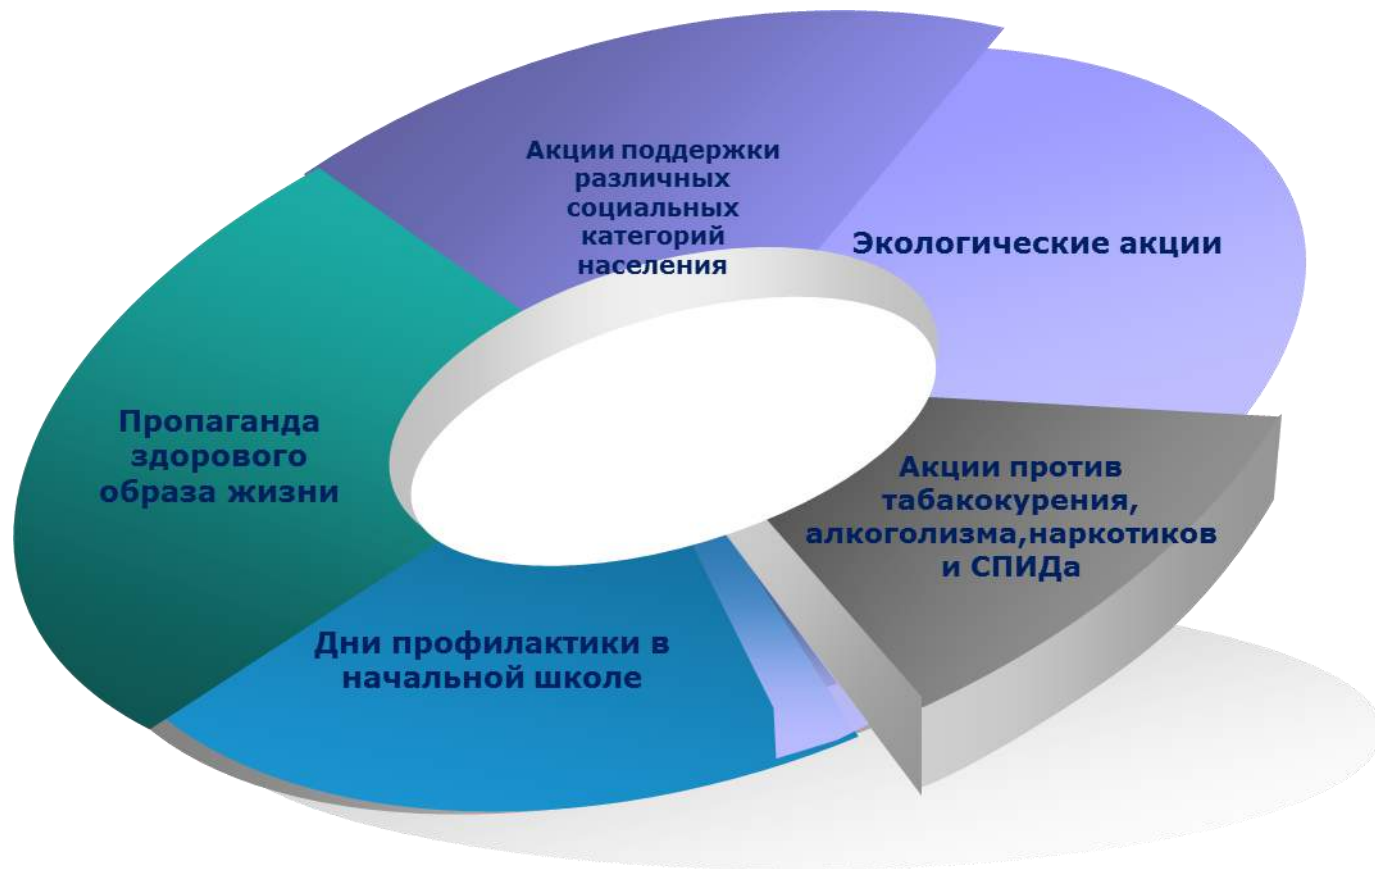 Акции поддержки
различных
социальных
категорий
населения
Экологические акции
Пропаганда
здорового
образа жизни
Акции против
табакокурения,
алкоголизма,наркотиков
и СПИДа
Дни профилактики в
начальной школе